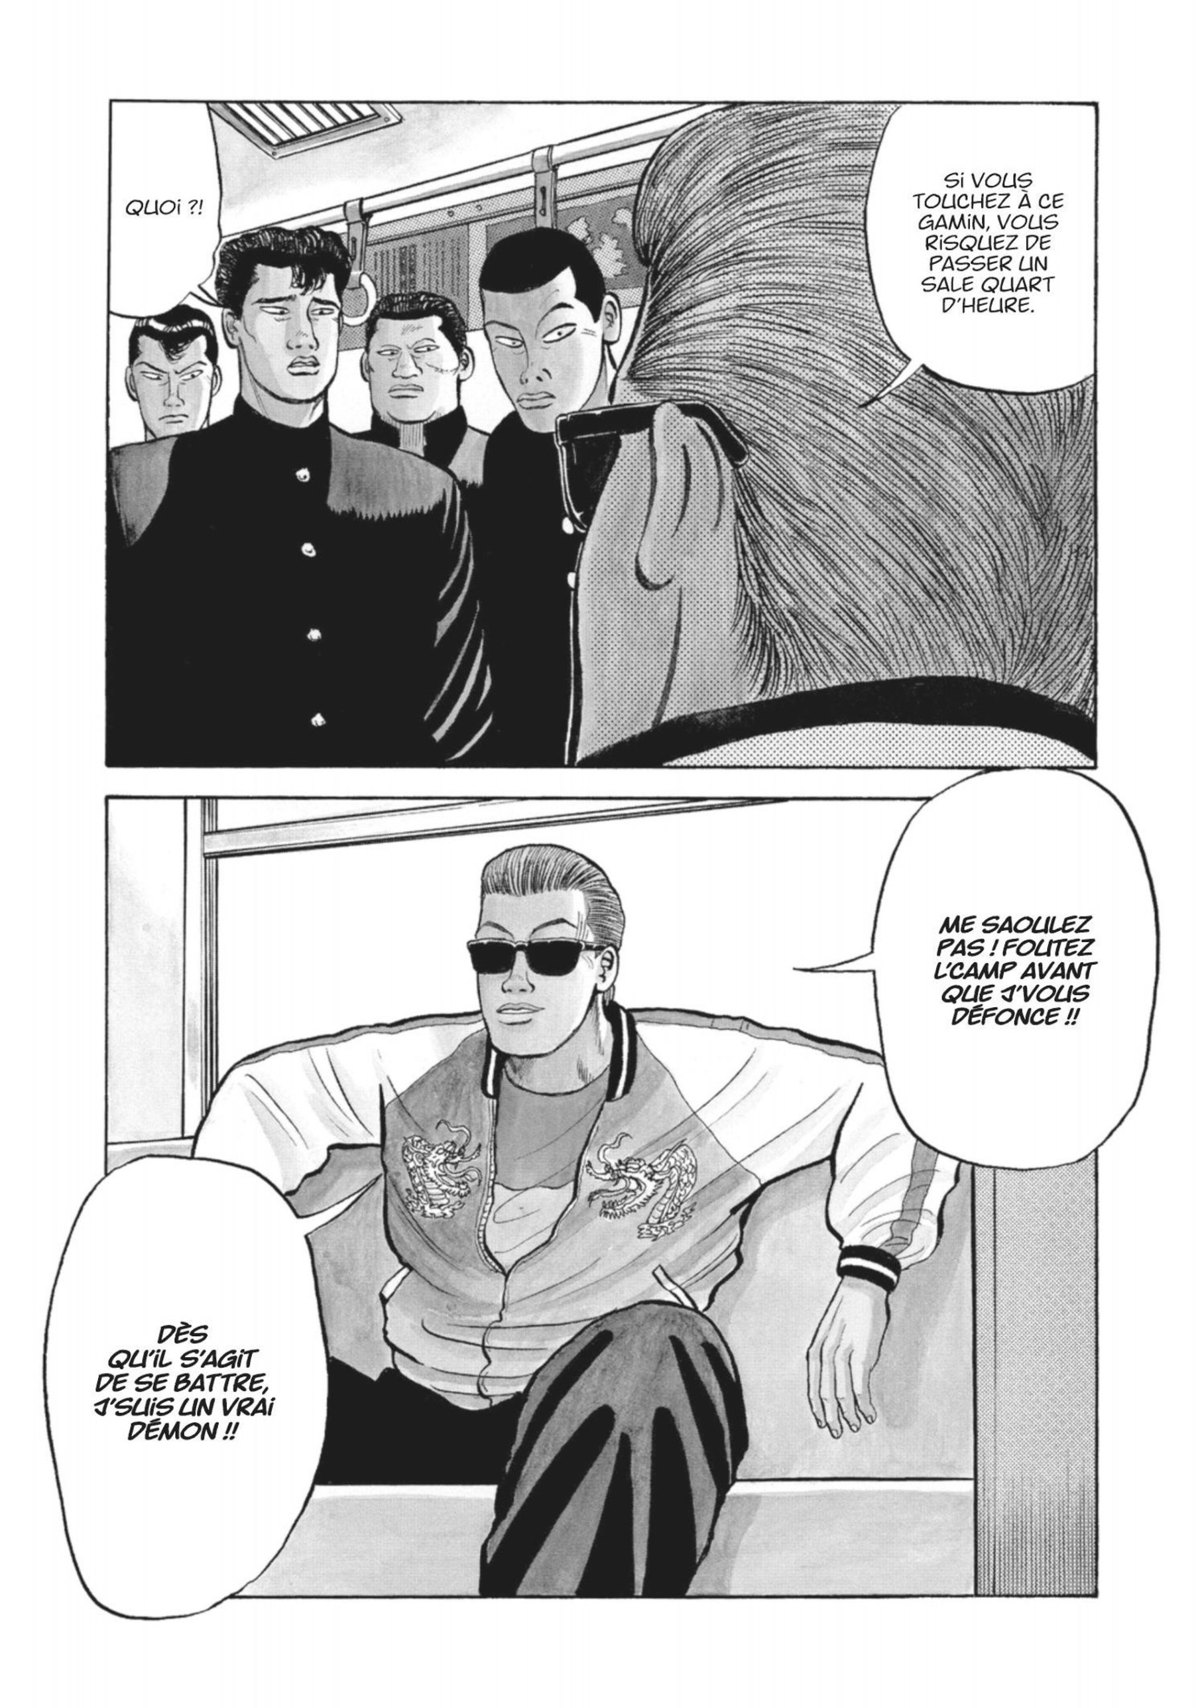 SI VOUS
TOUCHEZ À CE
GAMIN, VOUS
RISQUEZ DE
PASSER UN
SALE QUART
D'HEURE.
QUOI ?!
ME SAOULEZ
PAS ! FOUTEZ
L'CAMP AVANT
QUE J'VOUS
DÉFONCE !!
DÈS
QU'IL S'AGIT
DE SE BATTRE,
J'SUIS UN VRAI
DÉMON !!